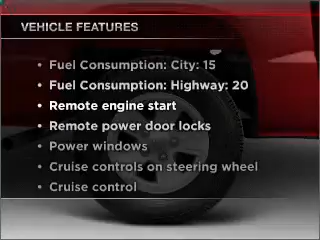 VEHICLE FEATURES
• Fuel Consumption: City: 15
• Fuel Consumption: Highway: 20
• Remote engine start
• Remote power door locks
• Power windows
• Cruise controls on steering wheel
• Cruise control